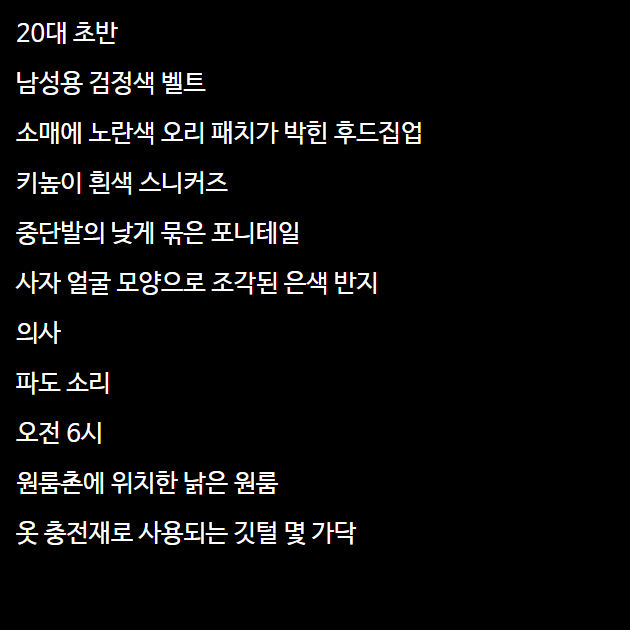 20대 초반
남성용 검정색 벨트
소매에 노란색 오리 패치가 박힌 후드집업
키높이 흰색 스니커즈
중단발의 낮게 묶은 포니테일
사자 얼굴 모양으로 조각된 은색 반지
의사
파도 소리
오전 6시
원룸촌에 위치한 낡은 원룸
옷 충전재로 사용되는 깃털 몇 가닥